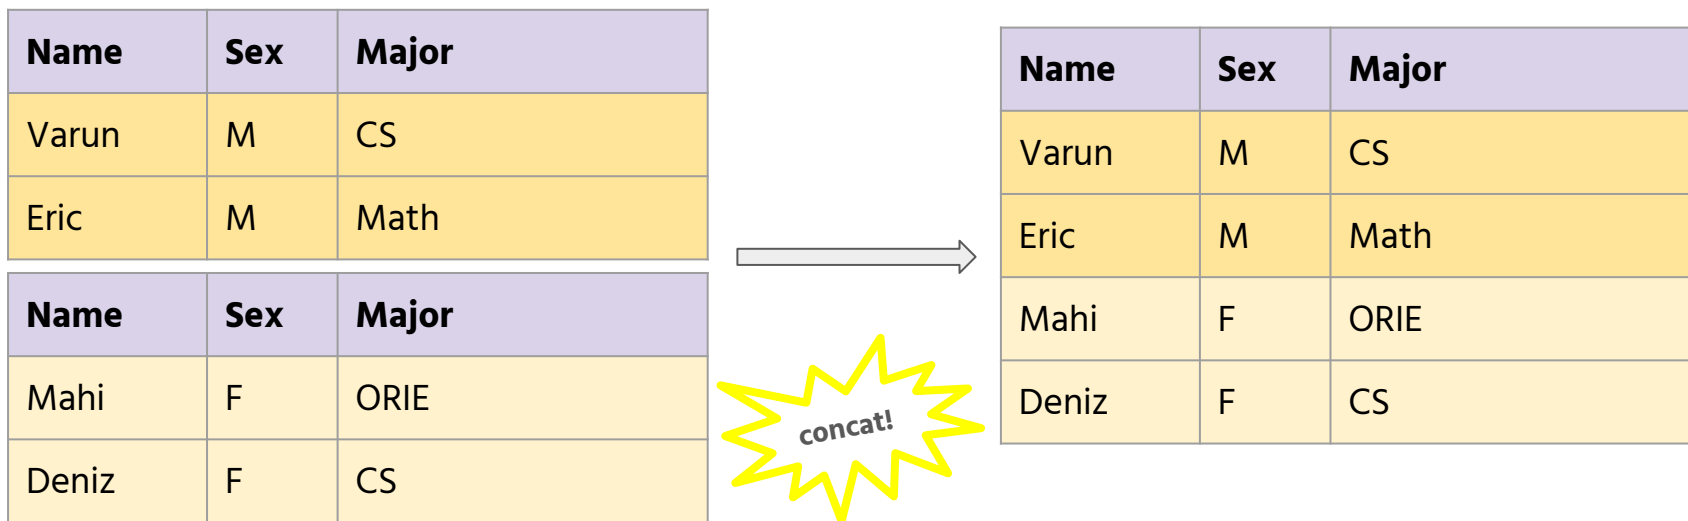 Name Sex Major
Varun M CS
Eric M Math
Name Sex Major
Mahi F ORIE
Deniz F CS
concat!
Name Sex Major
Varun M CS
Eric M Math
Mahi F ORIE
Deniz F CS